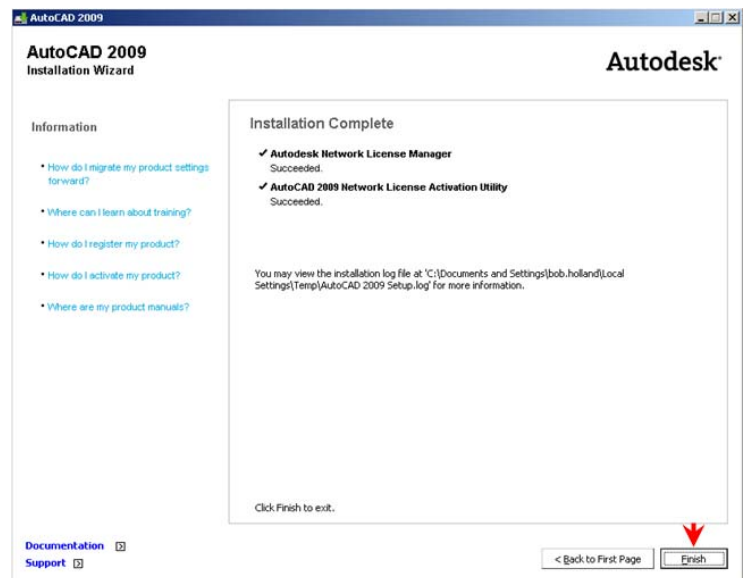 AutoCAD 2009
AutoCAD 2009
Installation Wizard
Autodesk
Information
• How do I migrate my product settings
forward?
• Where can I learn about training?
• How do I register my product?
• How do I activate my product?
• Where are my product manuals?
Installation Complete
✓ Autodesk Network License Manager
Succeeded.
✓ AutoCAD 2009 Network License Activation Utility
Succeeded.
You may view the installation log file at 'C:\Documents and Settings\bob.holland\Local
Settings\Temp\AutoCAD 2009 Setup.log' for more information.
Click Finish to exit.
Documentation
Support
< Back to First Page
Finish